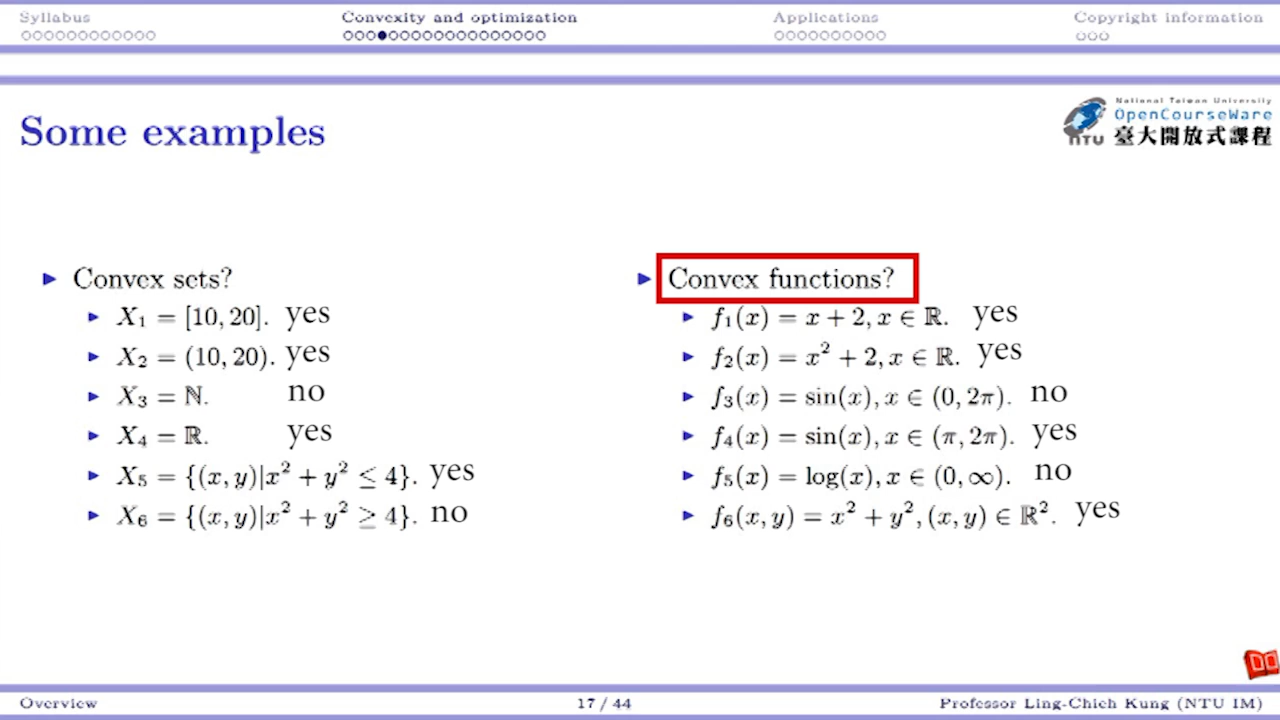 Syllabus Convexity and optimization Applications Copyright information
Some examples
National Taiwan University
OpenCourseWare
NTU 臺大開放式課程
Convex sets?
X₁ = [10, 20]. yes
X₂ = (10, 20). yes
X₃ = ℕ. no
X₄ = ℝ. yes
X₅ = {(x, y)|x² + y² ≤ 4}. yes
X₆ = {(x, y)|x² + y² ≥ 4}. no
Convex functions?
f₁(x) = x + 2, x ∈ ℝ. yes
f₂(x) = x² + 2, x ∈ ℝ. yes
f₃(x) = sin(x), x ∈ (0, 2π). no
f₄(x) = sin(x), x ∈ (π, 2π). yes
f₅(x) = log(x), x ∈ (0, ∞). no
f₆(x, y) = x² + y², (x, y) ∈ ℝ². yes
Overview 17 / 44 Professor Ling-Chieh Kung (NTU IM)